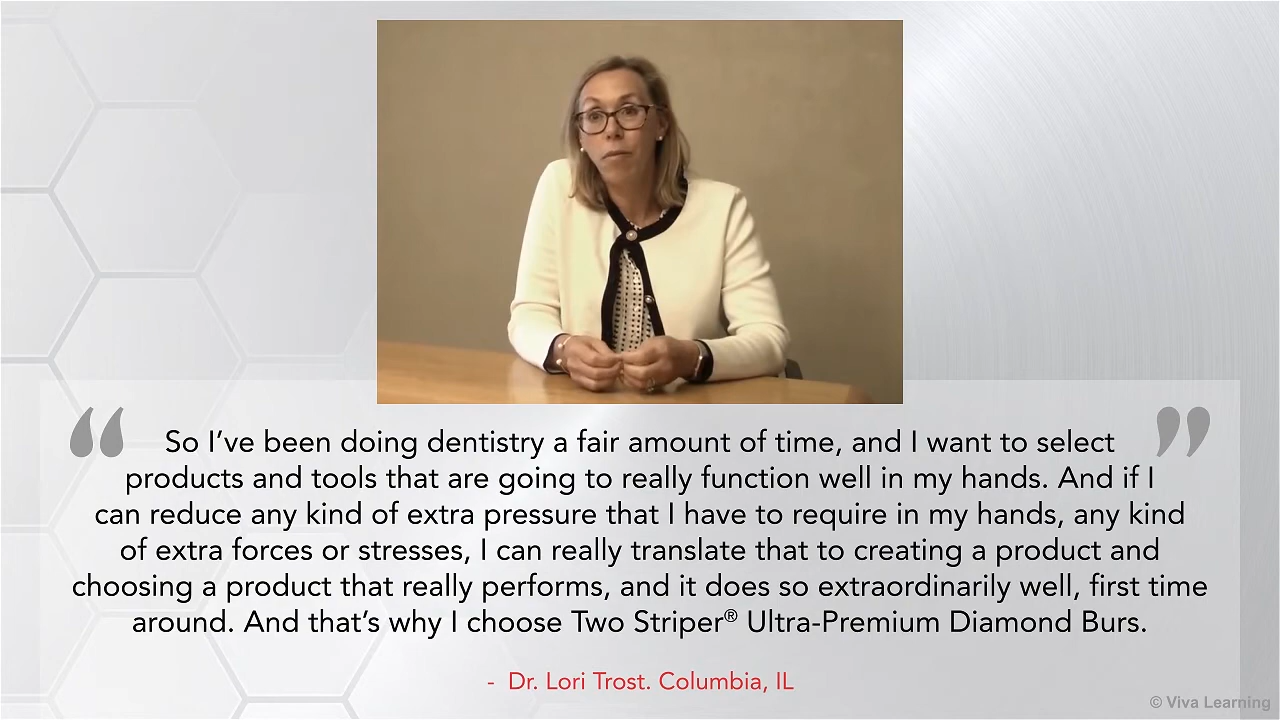 “ So I’ve been doing dentistry a fair amount of time, and I want to select ”
products and tools that are going to really function well in my hands. And if I
can reduce any kind of extra pressure that I have to require in my hands, any kind
of extra forces or stresses, I can really translate that to creating a product and
choosing a product that really performs, and it does so extraordinarily well, first time
around. And that’s why I choose Two Striper® Ultra-Premium Diamond Burs.
- Dr. Lori Trost. Columbia, IL
© Viva Learning